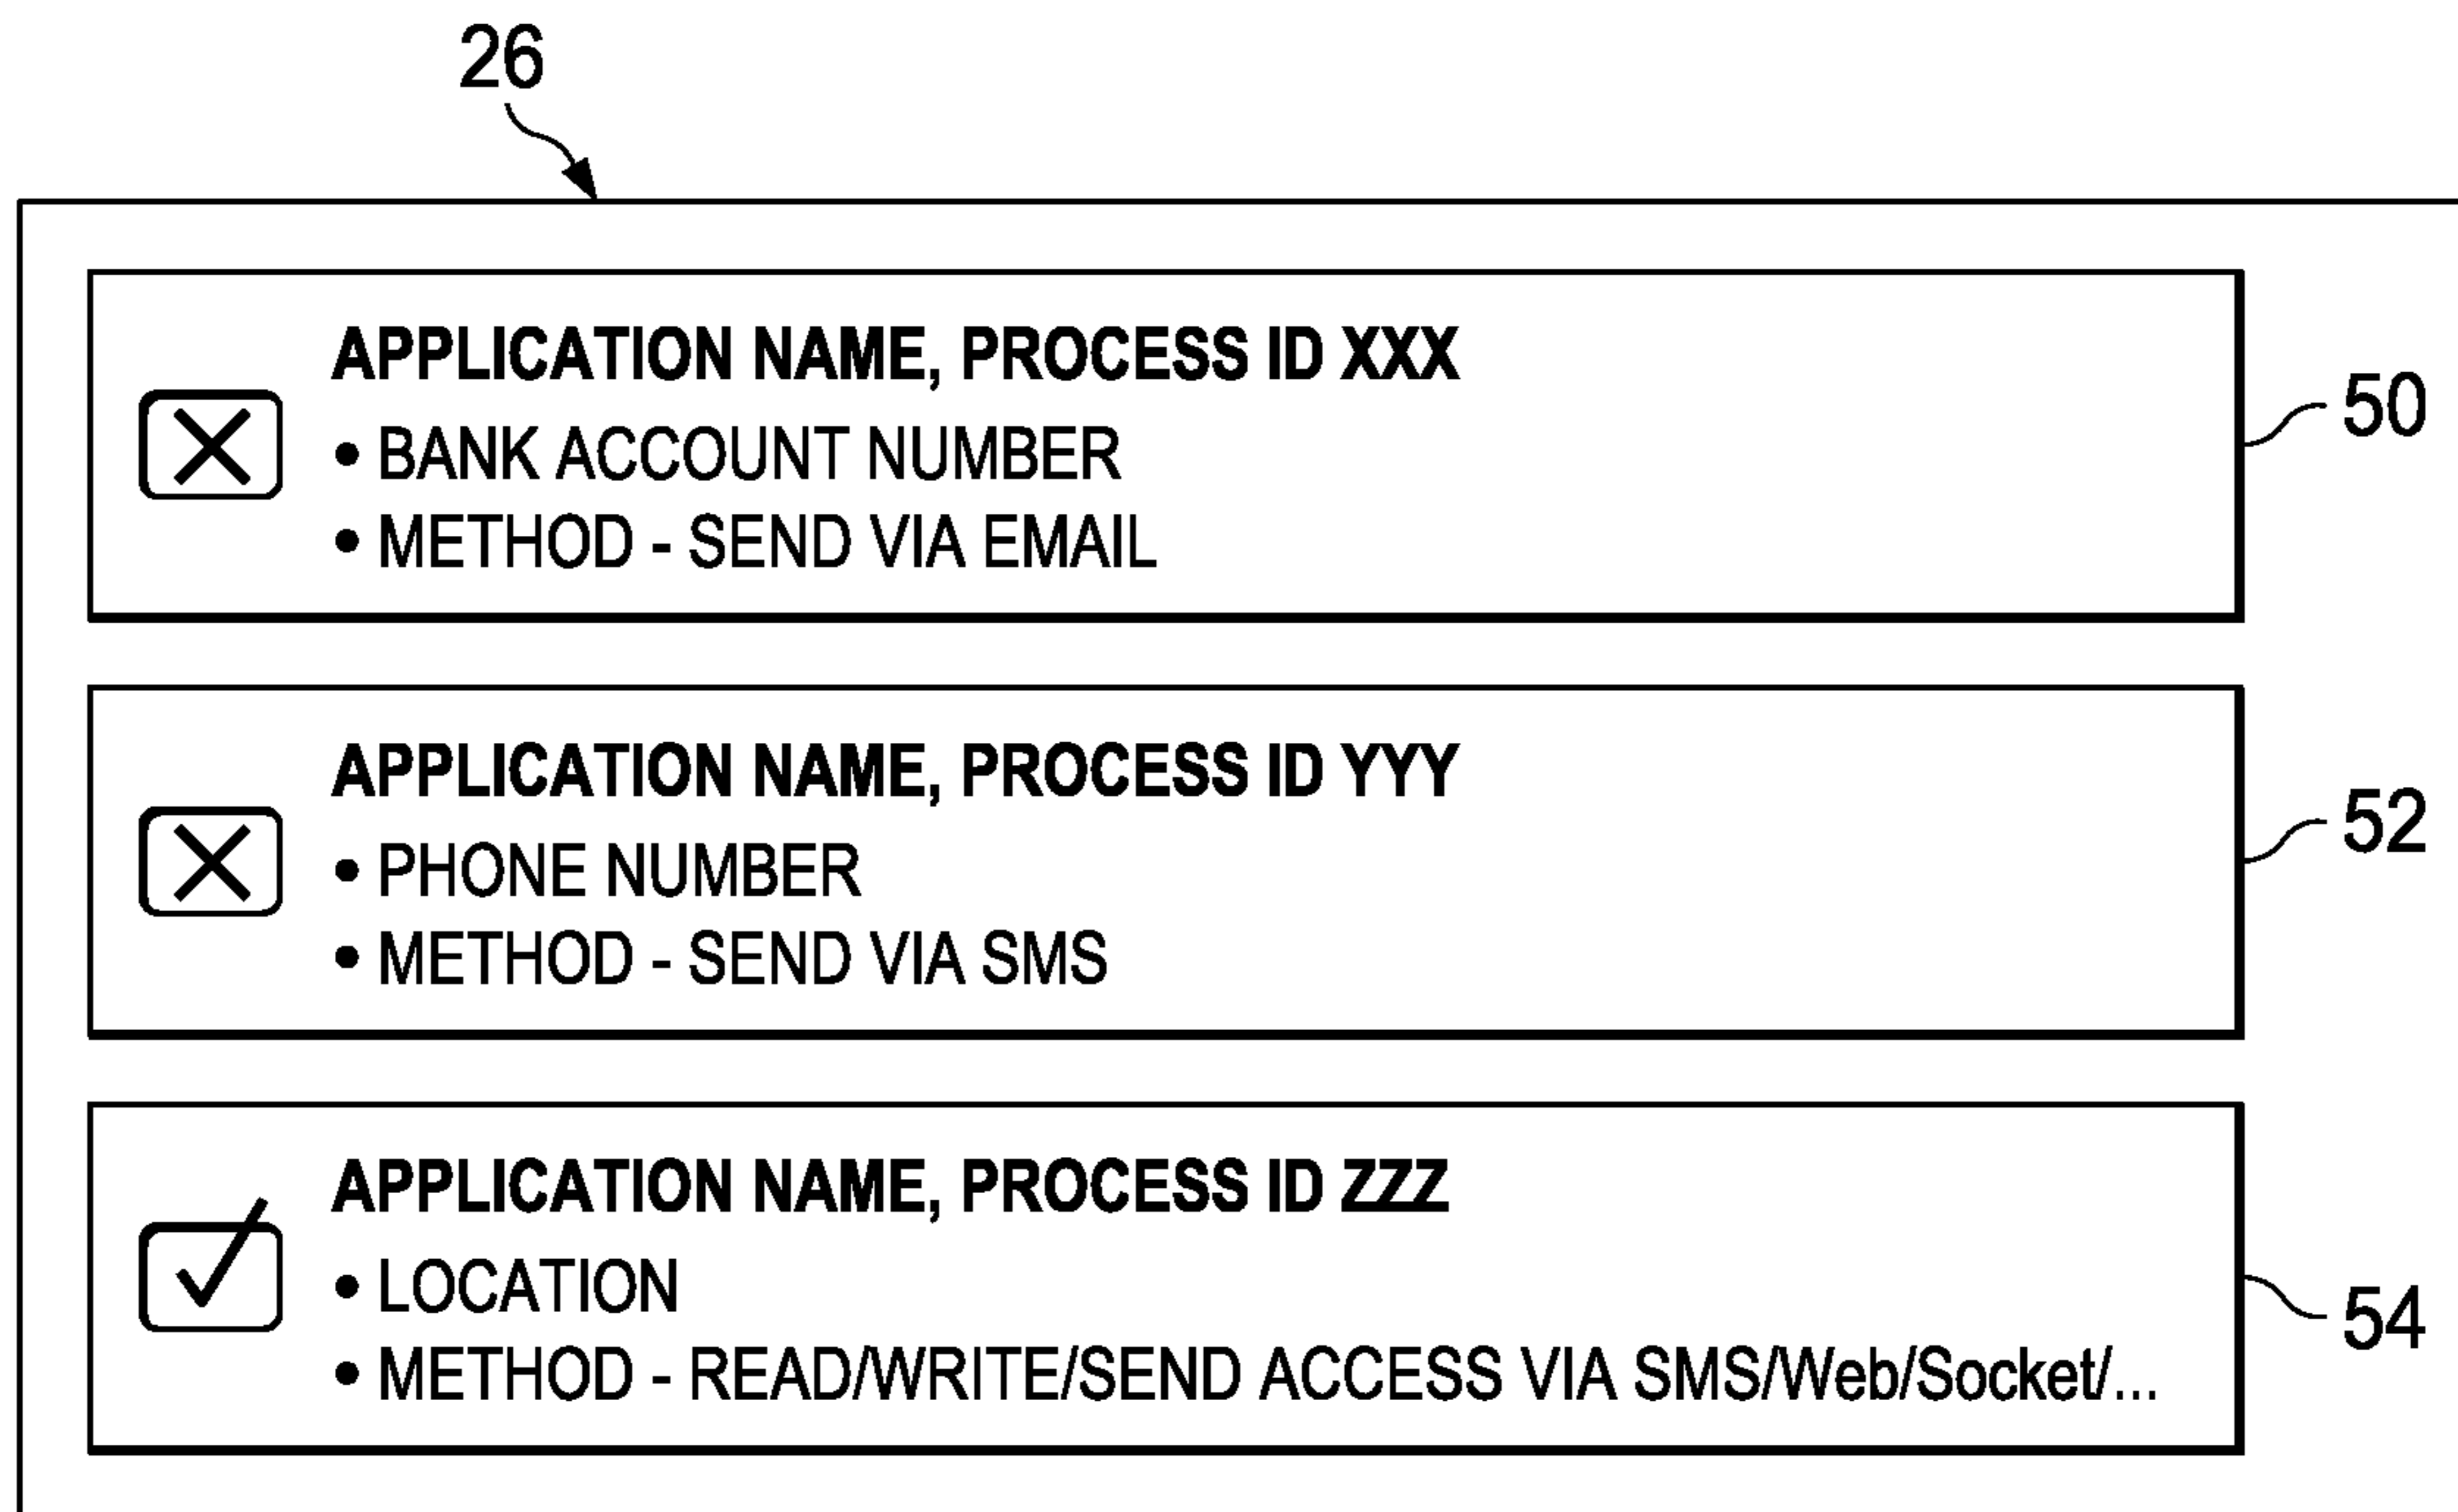 26
APPLICATION NAME, PROCESS ID XXX
• BANK ACCOUNT NUMBER
• METHOD - SEND VIA EMAIL
50
APPLICATION NAME, PROCESS ID YYY
• PHONE NUMBER
• METHOD - SEND VIA SMS
52
APPLICATION NAME, PROCESS ID ZZZ
• LOCATION
• METHOD - READ/WRITE/SEND ACCESS VIA SMS/Web/Socket/...
54